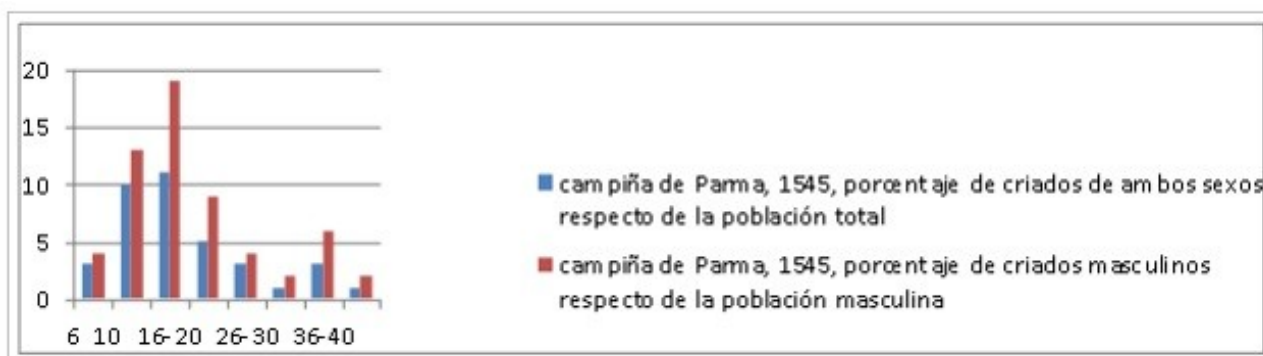 20
15
10
5
0
6 10 16-20 26-30 36-40
campiña de Parma, 1545, porcentaje de criados de ambos sexos
respecto de la población total
campiña de Parma, 1545, porcentaje de criados masculinos
respecto de la población masculina